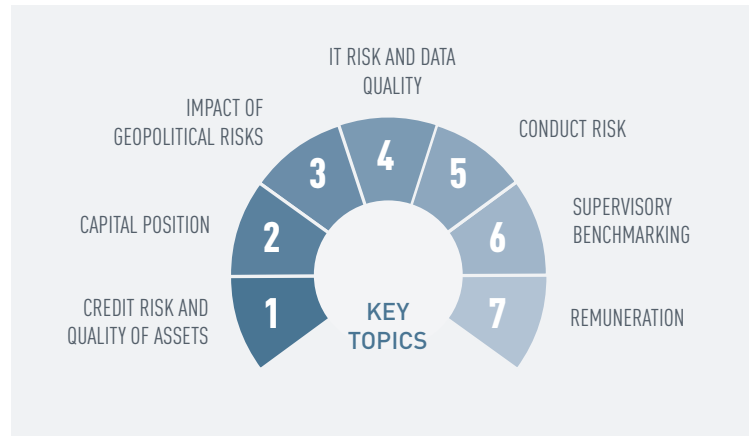 IT RISK AND DATA
QUALITY
IMPACT OF
GEOPOLITICAL RISKS
CONDUCT RISK
CAPITAL POSITION
SUPERVISORY
BENCHMARKING
CREDIT RISK AND
QUALITY OF ASSETS
REMUNERATION
1
2
3
4
5
6
7
KEY
TOPICS